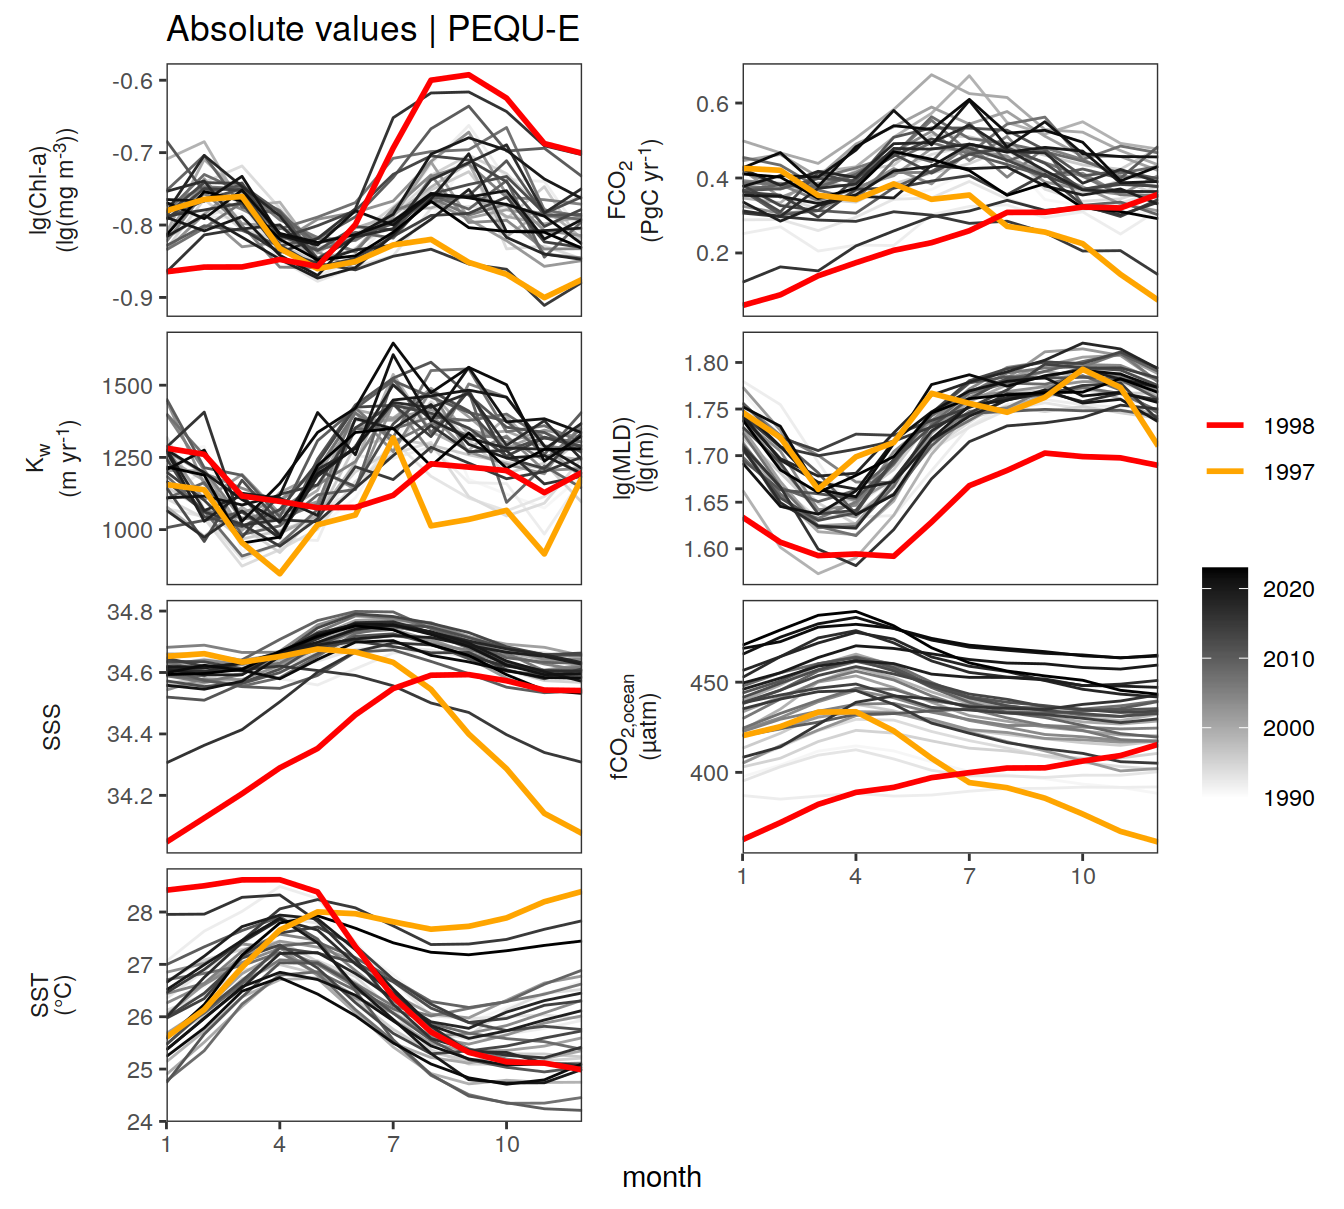 Absolute values | PEQU-E
lg(Chl-a)
(lg(mg m-3))
-0.6
-0.7
-0.8
-0.9
FCO2
(PgC yr-1)
0.6
0.4
0.2
Kw
(m yr-1)
1500
1250
1000
lg(MLD)
(lg(m))
1.80
1.75
1.70
1.65
1.60
SSS
34.8
34.6
34.4
34.2
fCO2,ocean
(µatm)
450
400
1
4
7
10
SST
(°C)
28
27
26
25
24
1
4
7
10
month
1998
1997
2020
2010
2000
1990